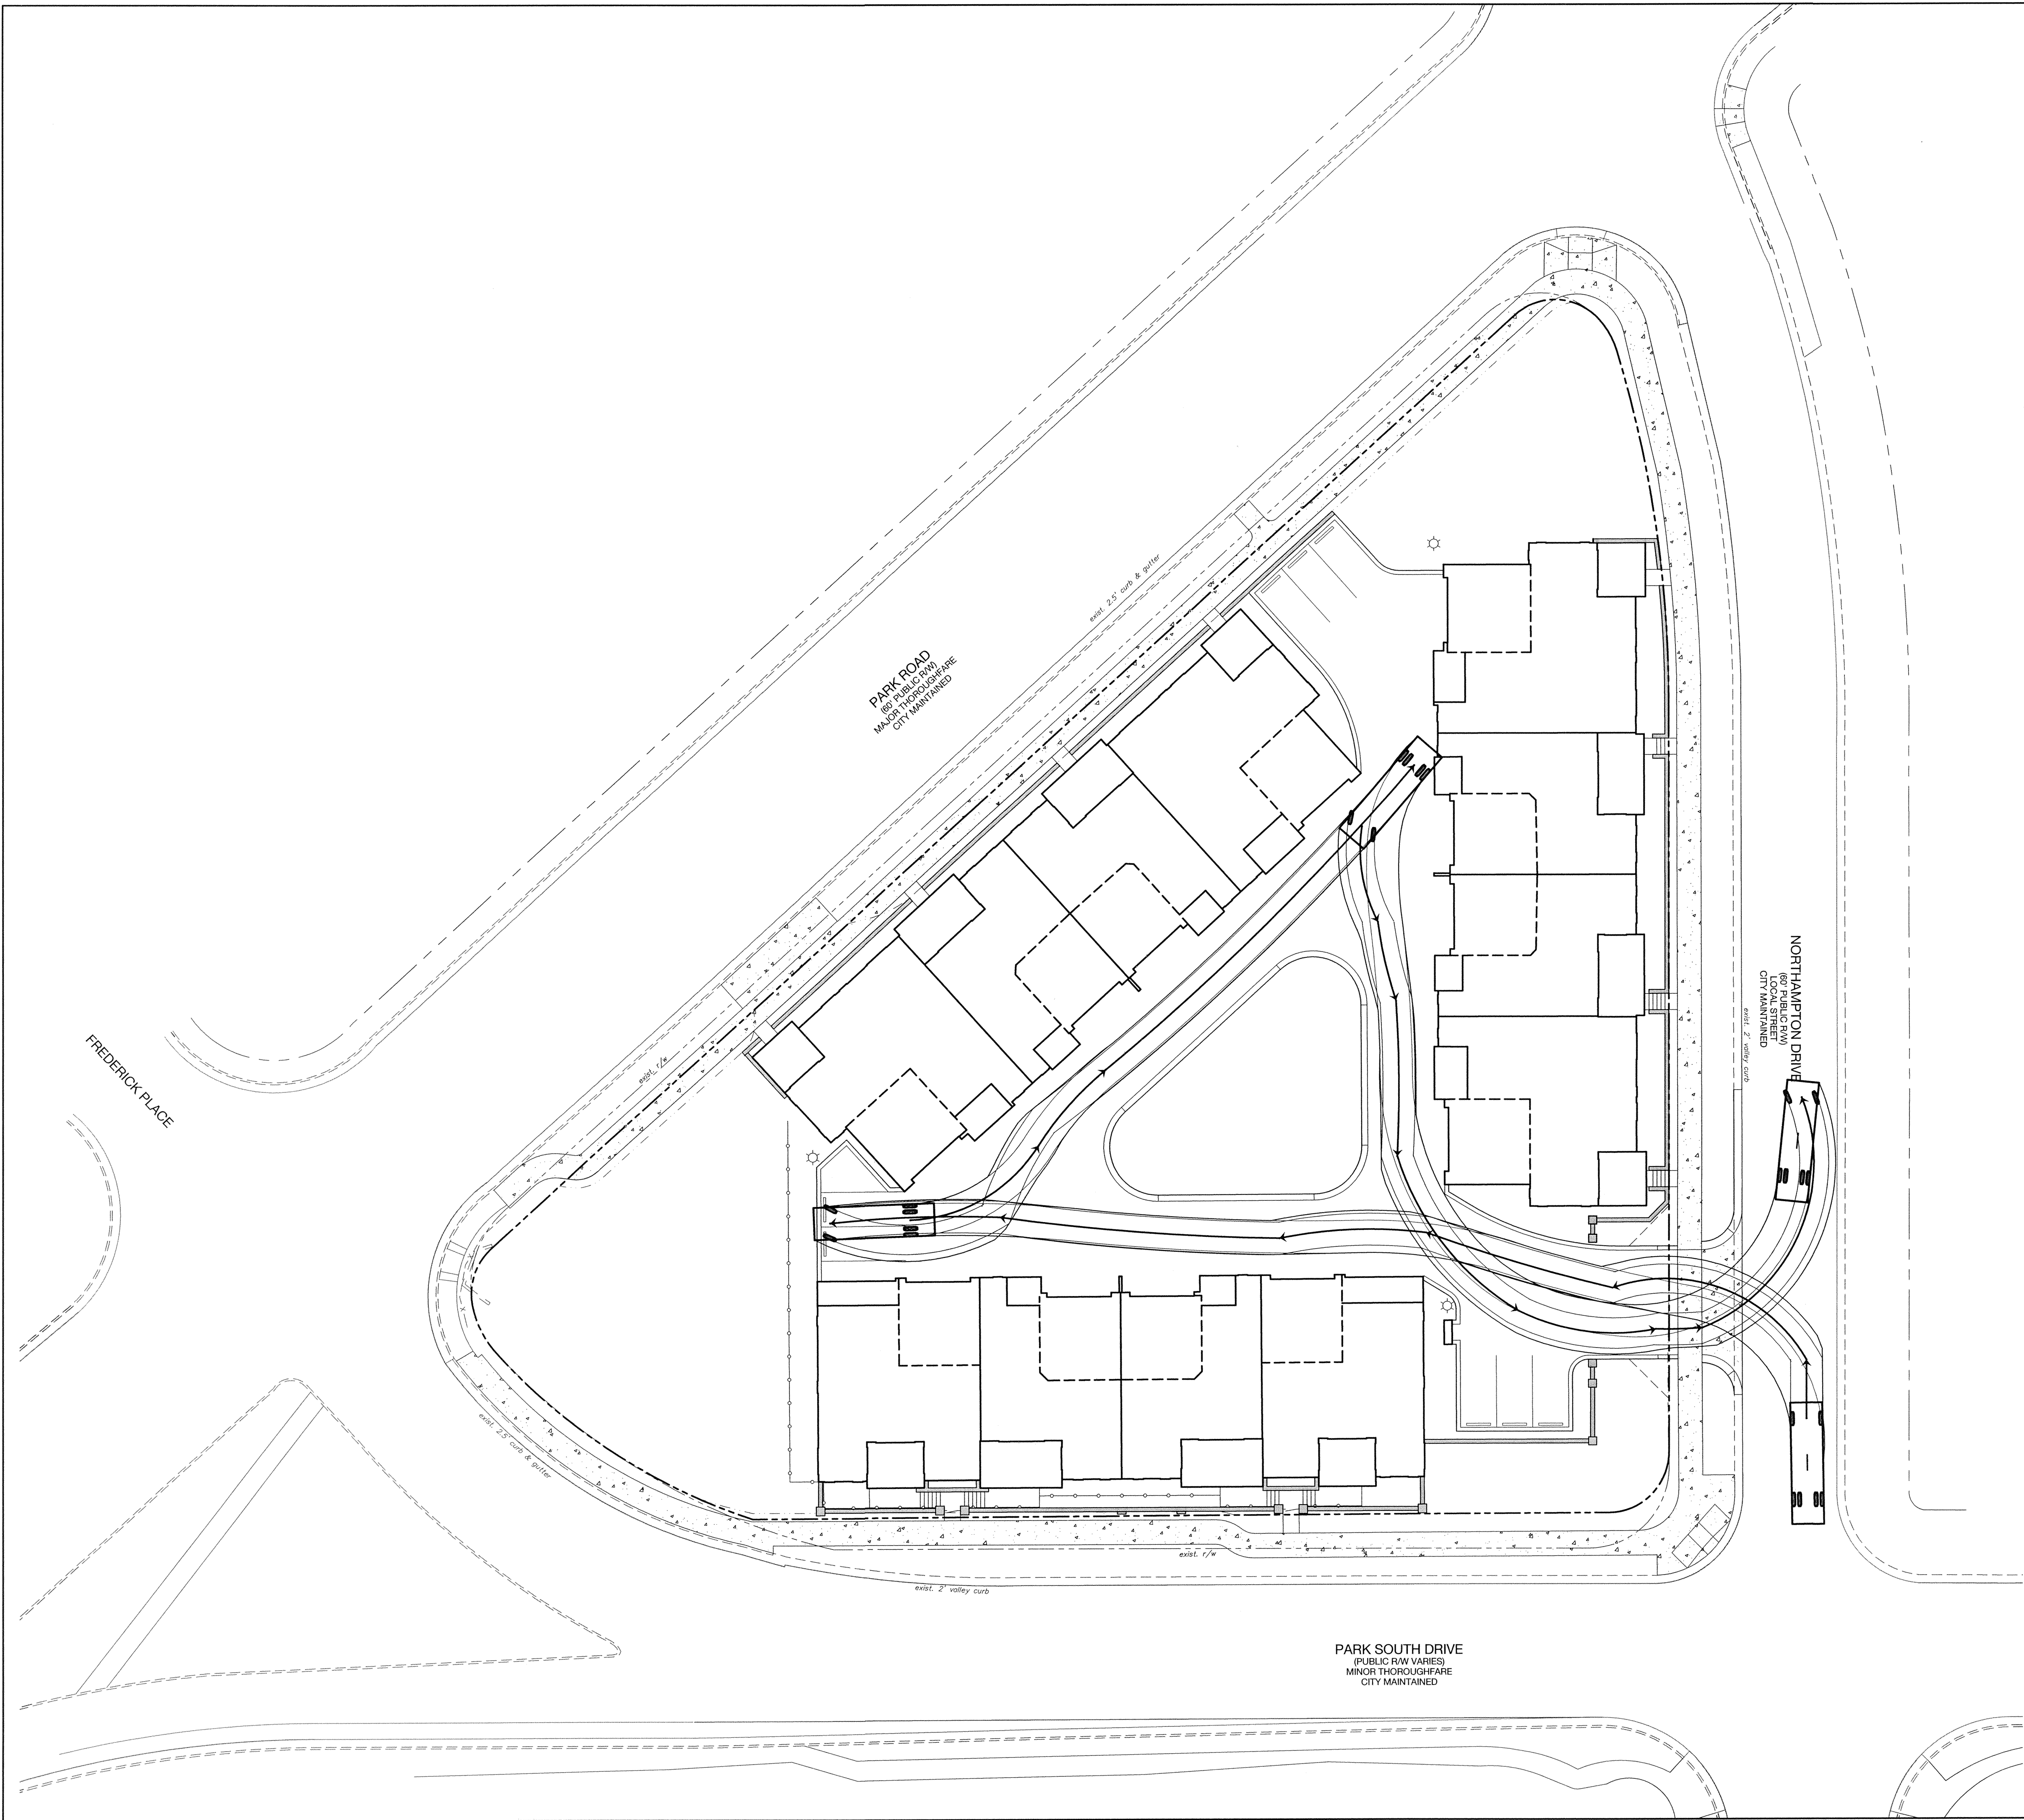 exist. 2.5' curb & gutter
PARK ROAD
(60' PUBLIC R/W)
MAJOR THOROUGHFARE
CITY MAINTAINED
FREDERICK PLACE
exist. r/w
NORTHAMPTON DRIVE
(60' PUBLIC R/W)
LOCAL STREET
CITY MAINTAINED
exist. 2' valley curb
exist. 2.5' curb & gutter
exist. r/w
exist. 2' valley curb
PARK SOUTH DRIVE
(PUBLIC R/W VARIES)
MINOR THOROUGHFARE
CITY MAINTAINED